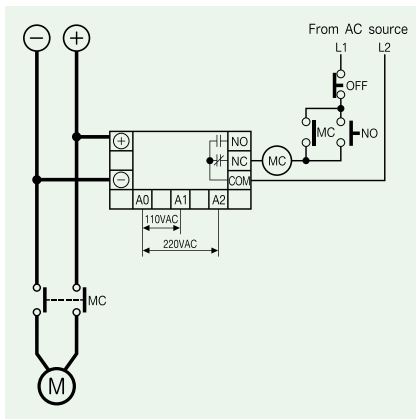 − +
From AC source
L1 L2
OFF
MC NO
+ NO
NC MC
− COM
A0 A1 A2
110VAC
220VAC
MC
M